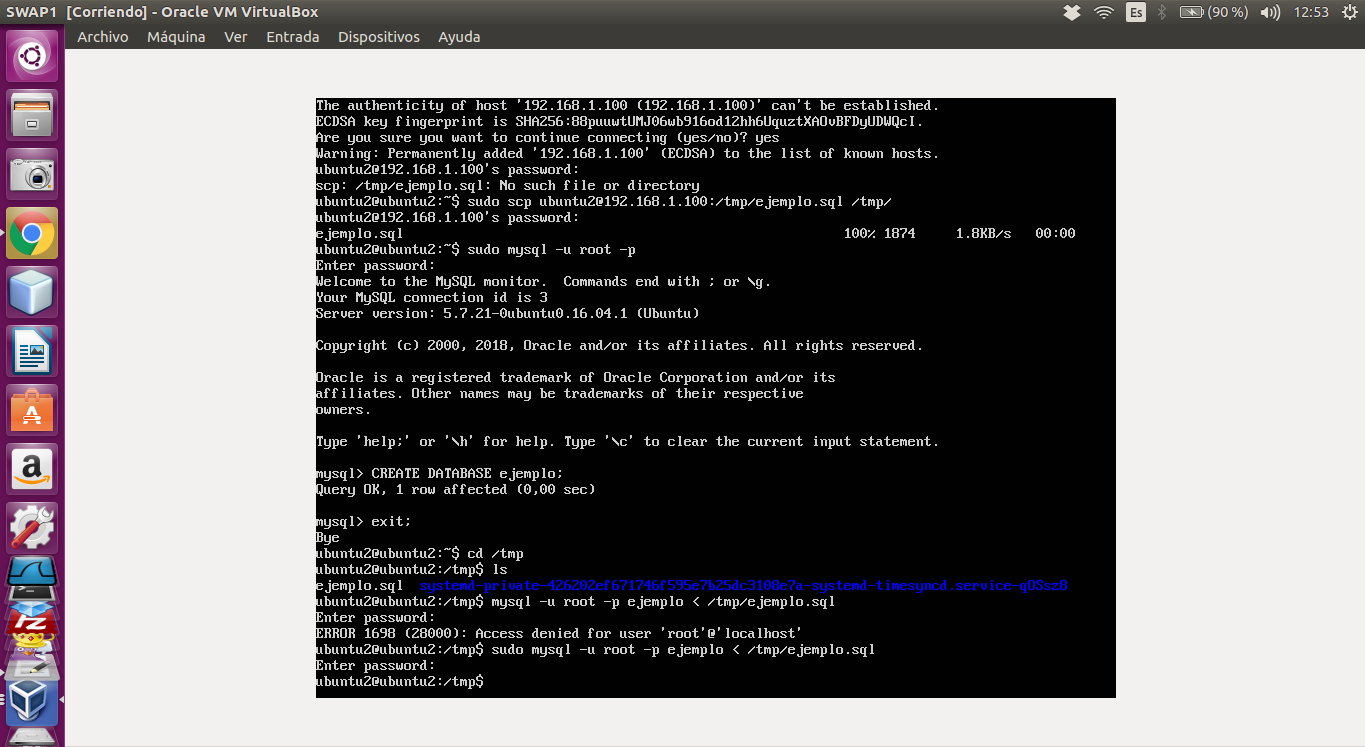 SWAP1 [Corriendo] - Oracle VM VirtualBox
Es
(90 %)
12:53
Archivo Máquina Ver Entrada Dispositivos Ayuda
The authenticity of host '192.168.1.100 (192.168.1.100)' can't be established.
ECDSA key fingerprint is SHA256:88puuwtUMJ06wb916od12hh6UquztXAOvBFDyUDWQcI.
Are you sure you want to continue connecting (yes/no)? yes
Warning: Permanently added '192.168.1.100' (ECDSA) to the list of known hosts.
ubuntu2@192.168.1.100's password:
scp: /tmp/ejemplo.sql: No such file or directory
ubuntu2@ubuntu2:~$ sudo scp ubuntu2@192.168.1.100:/tmp/ejemplo.sql /tmp/
ubuntu2@192.168.1.100's password:
ejemplo.sql 100% 1874 1.8KB/s 00:00
ubuntu2@ubuntu2:~$ sudo mysql -u root -p
Enter password:
Welcome to the MySQL monitor.  Commands end with ; or \g.
Your MySQL connection id is 3
Server version: 5.7.21-0ubuntu0.16.04.1 (Ubuntu)
Copyright (c) 2000, 2018, Oracle and/or its affiliates. All rights reserved.
Oracle is a registered trademark of Oracle Corporation and/or its
affiliates. Other names may be trademarks of their respective
owners.
Type 'help;' or '\h' for help. Type '\c' to clear the current input statement.
mysql> CREATE DATABASE ejemplo;
Query OK, 1 row affected (0,00 sec)
mysql> exit;
Bye
ubuntu2@ubuntu2:~$ cd /tmp
ubuntu2@ubuntu2:/tmp$ ls
ejemplo.sql  systemd-private-426202ef671746f595e7b25dc3108e7a-systemd-timesyncd.service-qOSsz8
ubuntu2@ubuntu2:/tmp$ mysql -u root -p ejemplo < /tmp/ejemplo.sql
Enter password:
ERROR 1698 (28000): Access denied for user 'root'@'localhost'
ubuntu2@ubuntu2:/tmp$ sudo mysql -u root -p ejemplo < /tmp/ejemplo.sql
Enter password:
ubuntu2@ubuntu2:/tmp$